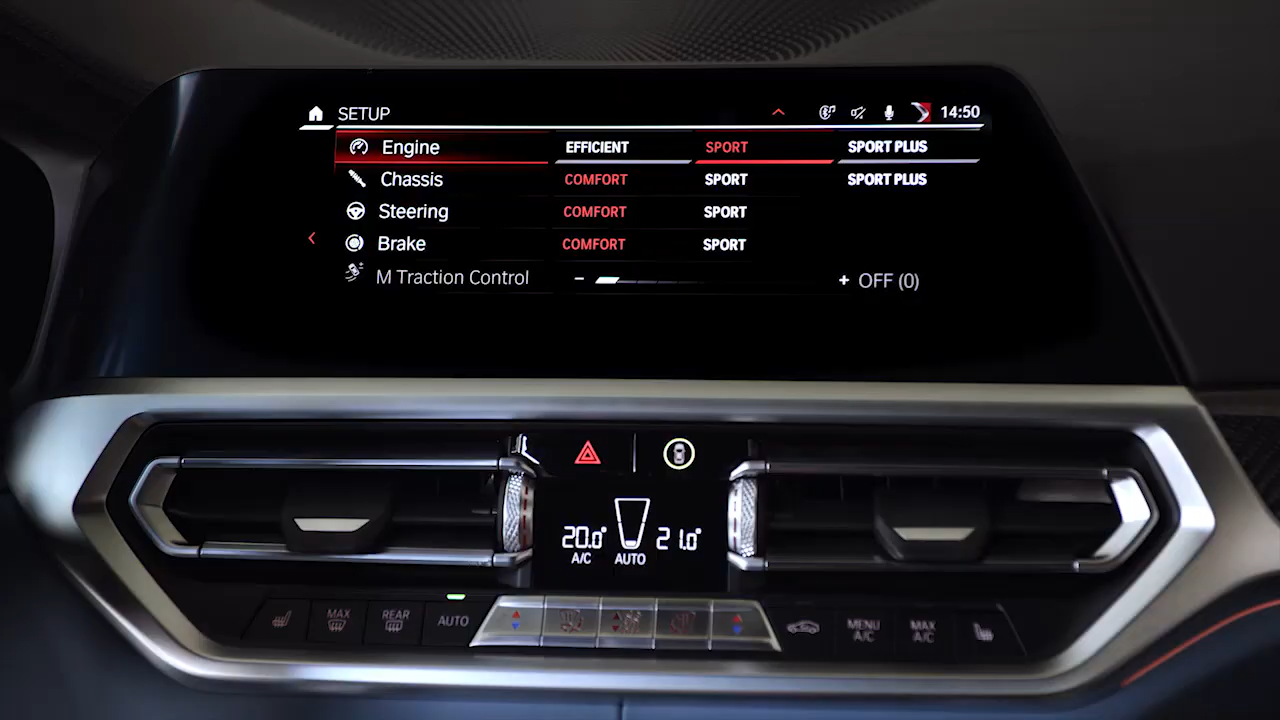 SETUP 14:50
Engine EFFICIENT SPORT SPORT PLUS
Chassis COMFORT SPORT SPORT PLUS
Steering COMFORT SPORT
Brake COMFORT SPORT
M Traction Control - + OFF (0)
20.0° 21.0°
A/C AUTO
MAX REAR AUTO MENU A/C MAX A/C